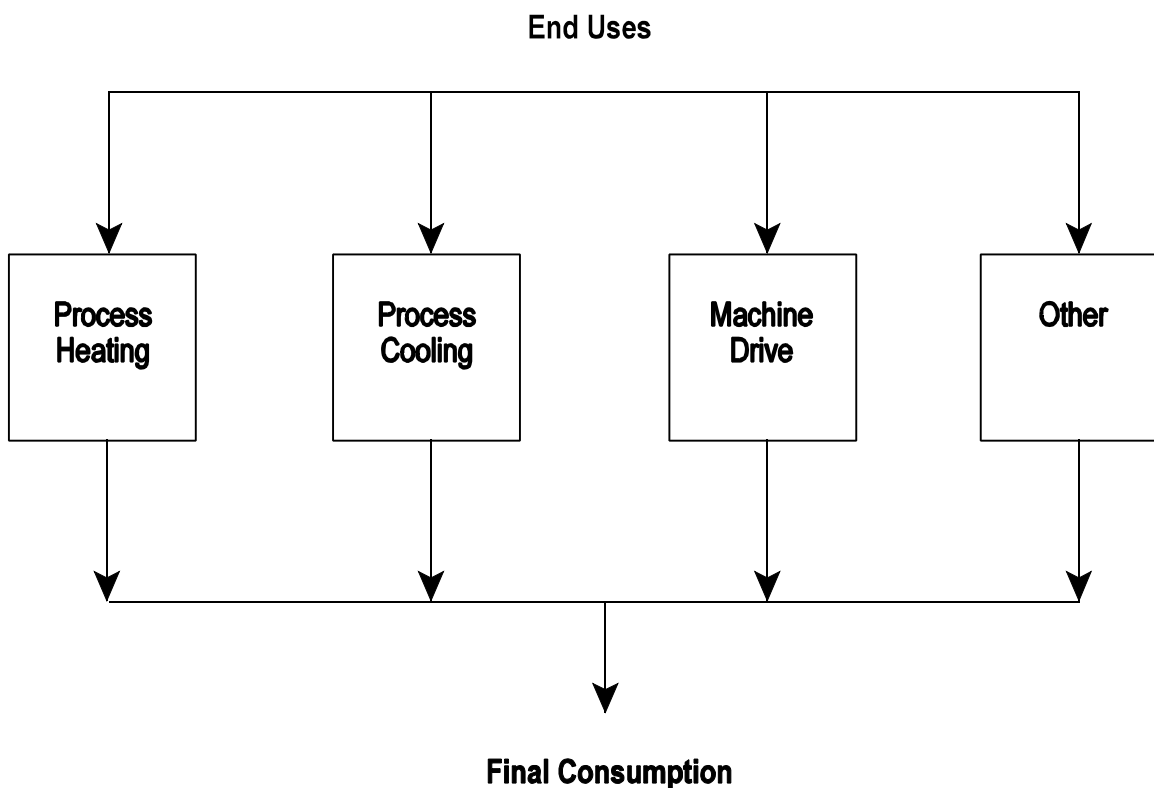 End Uses
Process
Heating
Process
Cooling
Machine
Drive
Other
Final Consumption